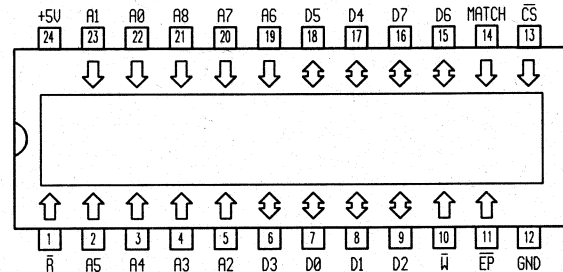 +5V A1 A0 A8 A7 A6 D5 D4 D7 D6 MATCH C̅S̅
24 23 22 21 20 19 18 17 16 15 14 13
1 2 3 4 5 6 7 8 9 10 11 12
R̅ A5 A4 A3 A2 D3 D0 D1 D2 W̅ E̅P̅ GND